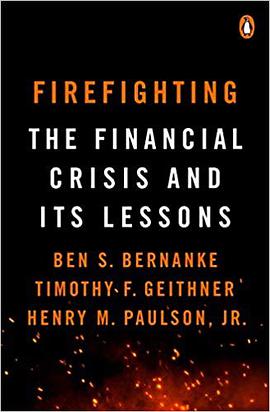 FIREFIGHTING
THE FINANCIAL
CRISIS AND
ITS LESSONS
BEN S. BERNANKE
TIMOTHY F. GEITHNER
HENRY M. PAULSON, JR.